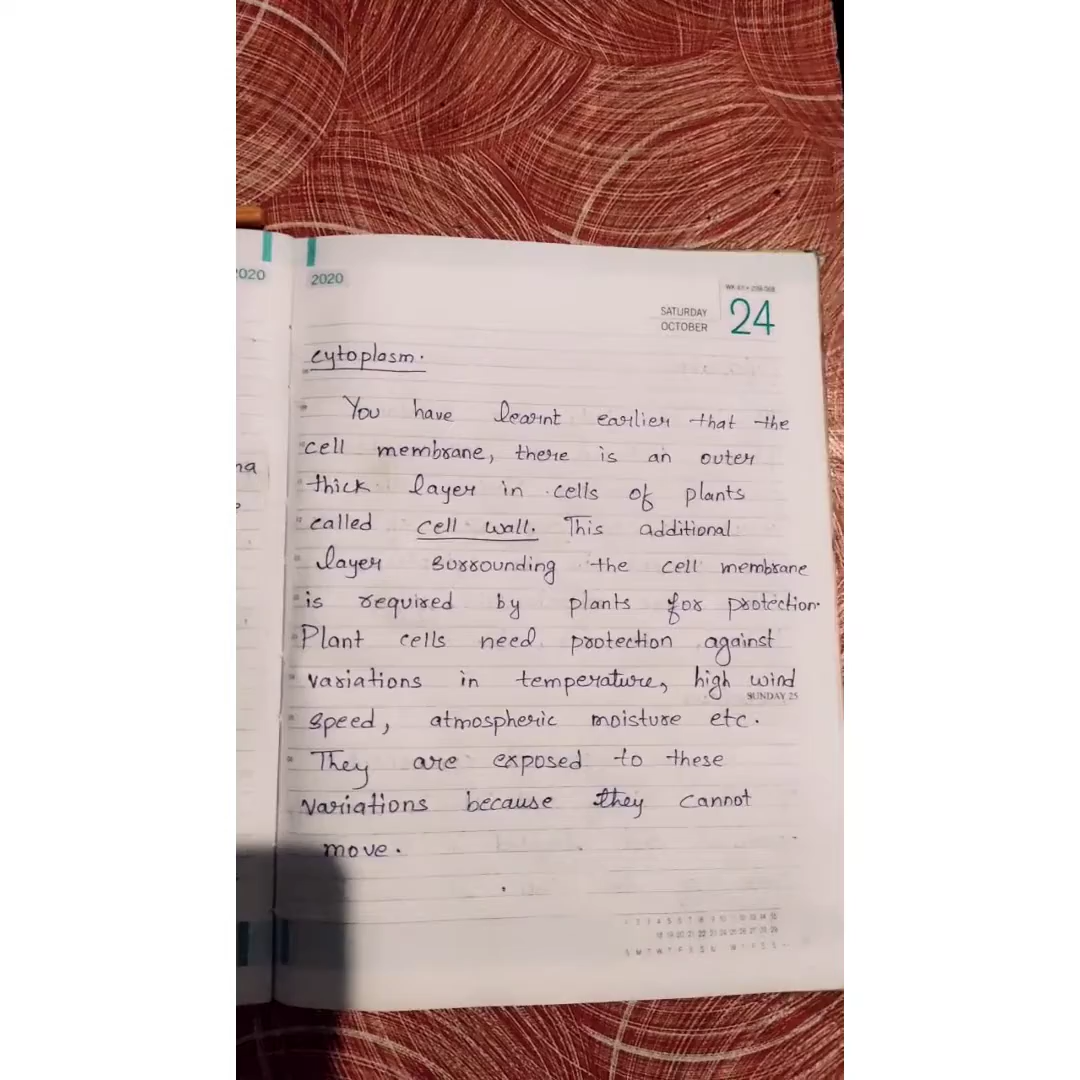 020
2020
SATURDAY
OCTOBER
24
cytoplasm.
You have learnt earlier that the
cell membrane, there is an outer
thick layer in cells of plants
called cell wall. This additional
layer surrounding the cell membrane
is required by plants for protection.
Plant cells need protection against
variations in temperature, high wind
SUNDAY 25
speed, atmospheric moisture etc.
They are exposed to these
variations because they cannot
move.